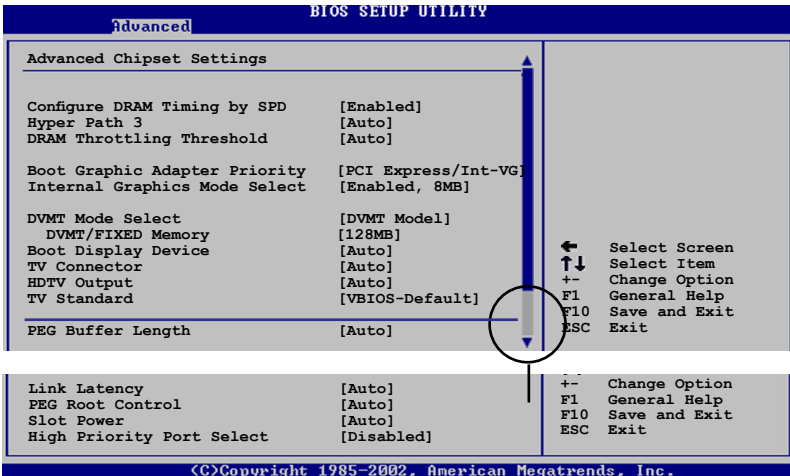 BIOS SETUP UTILITY
Advanced
Advanced Chipset Settings
Configure DRAM Timing by SPD [Enabled]
Hyper Path 3 [Auto]
DRAM Throttling Threshold [Auto]
Boot Graphic Adapter Priority [PCI Express/Int-VG]
Internal Graphics Mode Select [Enabled, 8MB]
DVMT Mode Select [DVMT Model]
DVMT/FIXED Memory [128MB]
Boot Display Device [Auto]
TV Connector [Auto]
HDTV Output [Auto]
TV Standard [VBIOS-Default]
PEG Buffer Length [Auto]
Link Latency [Auto]
PEG Root Control [Auto]
Slot Power [Auto]
High Priority Port Select [Disabled]
← Select Screen
↑↓ Select Item
+- Change Option
F1 General Help
F10 Save and Exit
ESC Exit
+- Change Option
F1 General Help
F10 Save and Exit
ESC Exit
(C)Copyright 1985-2002, American Megatrends, Inc.